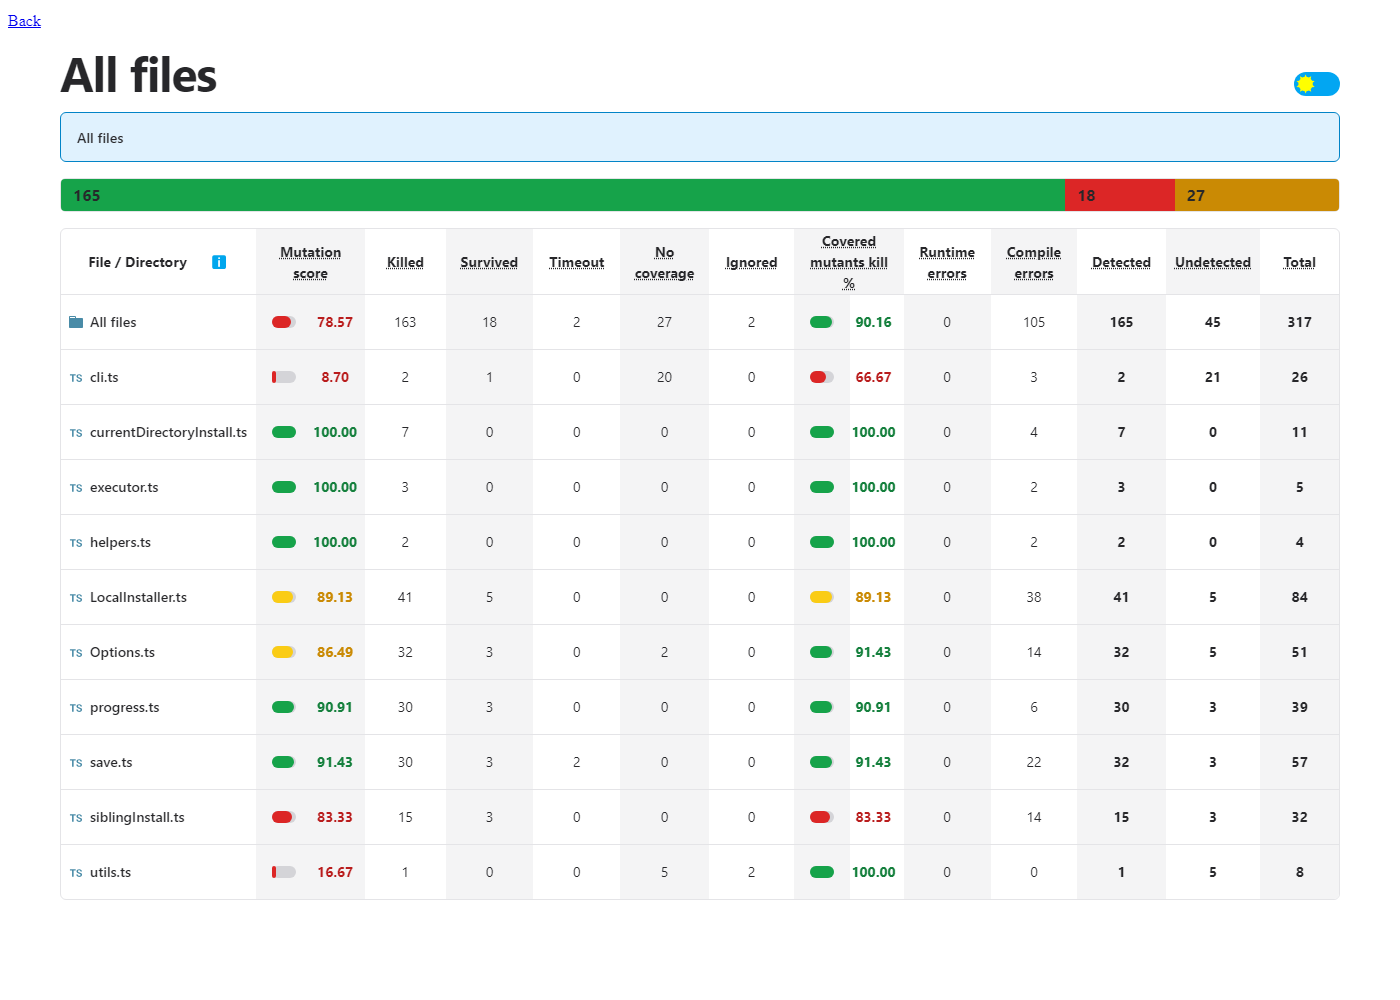 Back
All files
All files
165 18 27
File / Directory i Mutation score Killed Survived Timeout No coverage Ignored Covered mutants kill % Runtime errors Compile errors Detected Undetected Total
All files 78.57 163 18 2 27 2 90.16 0 105 165 45 317
TS cli.ts 8.70 2 1 0 20 0 66.67 0 3 2 21 26
TS currentDirectoryInstall.ts 100.00 7 0 0 0 0 100.00 0 4 7 0 11
TS executor.ts 100.00 3 0 0 0 0 100.00 0 2 3 0 5
TS helpers.ts 100.00 2 0 0 0 0 100.00 0 2 2 0 4
TS LocalInstaller.ts 89.13 41 5 0 0 0 89.13 0 38 41 5 84
TS Options.ts 86.49 32 3 0 2 0 91.43 0 14 32 5 51
TS progress.ts 90.91 30 3 0 0 0 90.91 0 6 30 3 39
TS save.ts 91.43 30 3 2 0 0 91.43 0 22 32 3 57
TS siblingInstall.ts 83.33 15 3 0 0 0 83.33 0 14 15 3 32
TS utils.ts 16.67 1 0 0 5 2 100.00 0 0 1 5 8